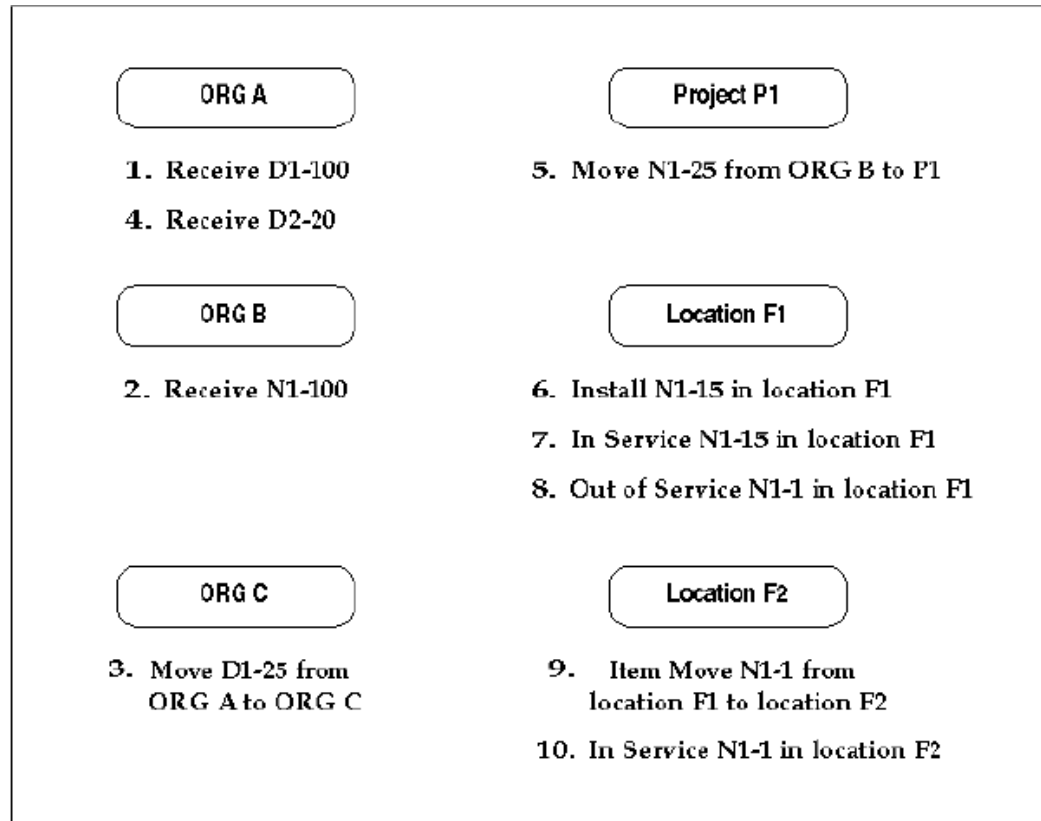 ORG A
1. Receive D1-100
4. Receive D2-20
Project P1
5. Move N1-25 from ORG B to P1
ORG B
2. Receive N1-100
Location F1
6. Install N1-15 in location F1
7. In Service N1-15 in location F1
8. Out of Service N1-1 in location F1
ORG C
3. Move D1-25 from
ORG A to ORG C
Location F2
9. Item Move N1-1 from
location F1 to location F2
10. In Service N1-1 in location F2